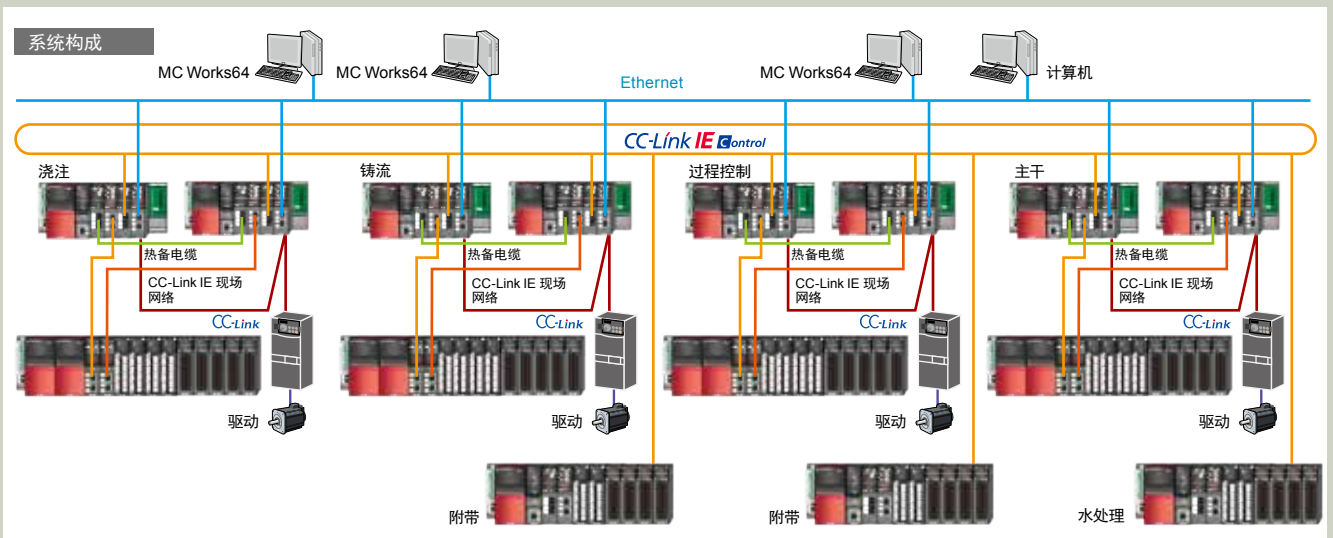 系统构成
MC Works64
MC Works64
MC Works64
计算机
Ethernet
CC-Link IE Control
浇注
铸流
过程控制
主干
热备电缆
热备电缆
热备电缆
热备电缆
CC-Link IE 现场
网络
CC-Link IE 现场
网络
CC-Link IE 现场
网络
CC-Link IE 现场
网络
CC-Link
CC-Link
CC-Link
CC-Link
驱动
驱动
驱动
驱动
附带
附带
水处理